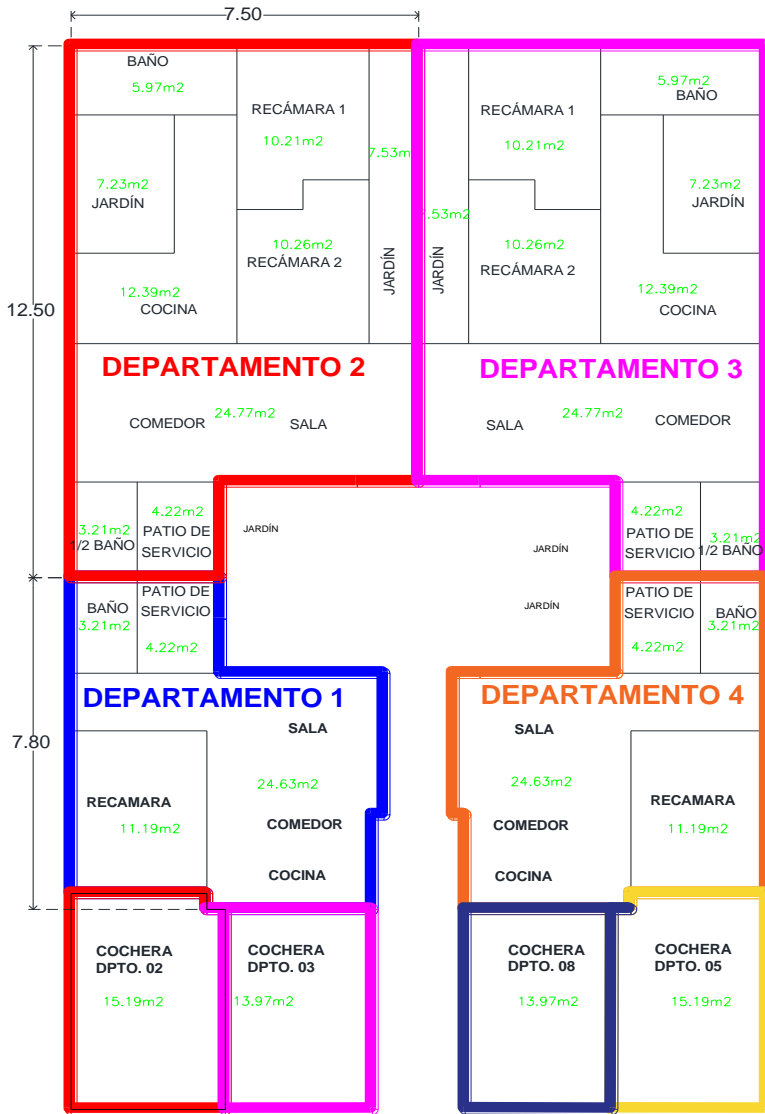 7.50
BAÑO
5.97m2
5.97m2
BAÑO
RECÁMARA 1
10.21m2
7.53m
RECÁMARA 1
10.21m2
7.23m2
JARDÍN
7.23m2
JARDÍN
.53m2
10.26m2
RECÁMARA 2
JARDÍN
JARDÍN
10.26m2
RECÁMARA 2
12.39m2
COCINA
12.39m2
COCINA
12.50
DEPARTAMENTO 2
DEPARTAMENTO 3
COMEDOR
24.77m2
SALA
SALA
24.77m2
COMEDOR
3.21m2
1/2 BAÑO
4.22m2
PATIO DE
SERVICIO
JARDÍN
JARDÍN
4.22m2
PATIO DE
SERVICIO
3.21m2
1/2 BAÑO
BAÑO
3.21m2
PATIO DE
SERVICIO
4.22m2
JARDÍN
PATIO DE
SERVICIO
4.22m2
BAÑO
3.21m2
DEPARTAMENTO 1
DEPARTAMENTO 4
7.80
SALA
24.63m2
COMEDOR
COCINA
RECAMARA
11.19m2
SALA
24.63m2
COMEDOR
COCINA
RECAMARA
11.19m2
COCHERA
DPTO. 02
15.19m2
COCHERA
DPTO. 03
13.97m2
COCHERA
DPTO. 08
13.97m2
COCHERA
DPTO. 05
15.19m2